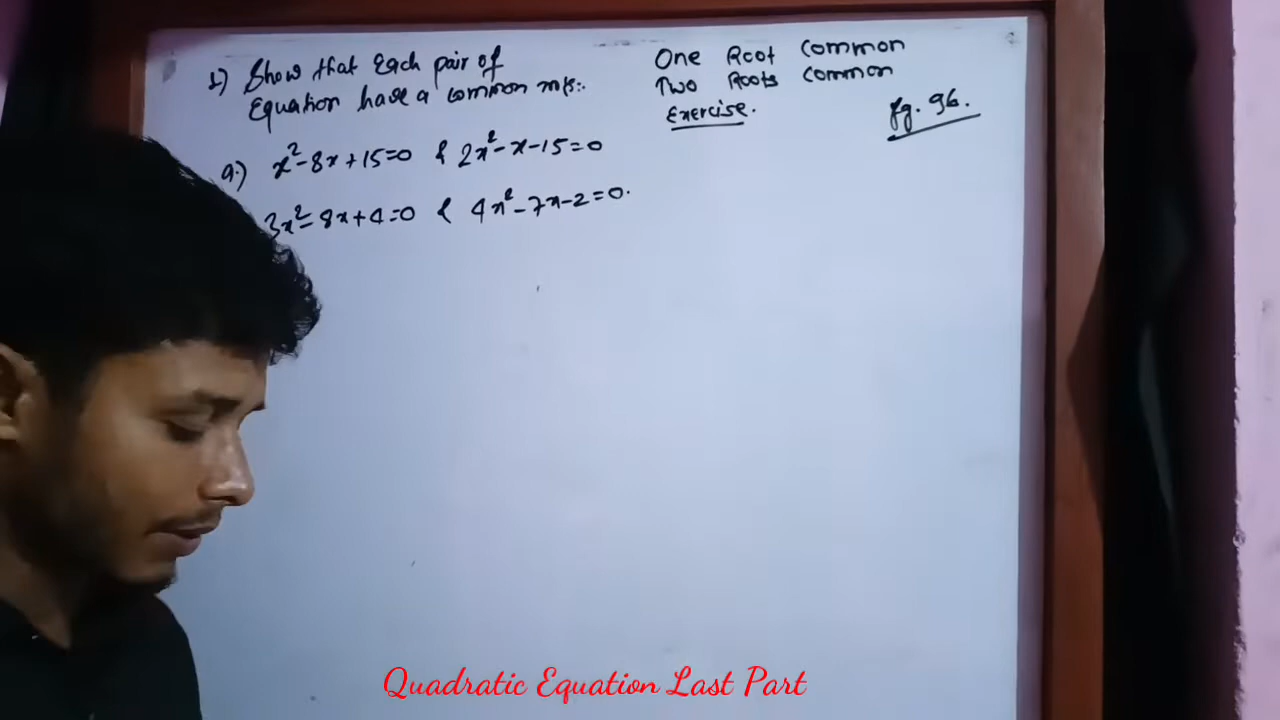 1) Show that Each pair of
Equation have a common
a.) x²-8x+15=0 & 2x²-x-15=0
3x²-8x+4=0 & 4x²-7x-2=0.
One Root Common
Two Roots Common
Exercise.
Pg. 96.
Quadratic Equation Last Part